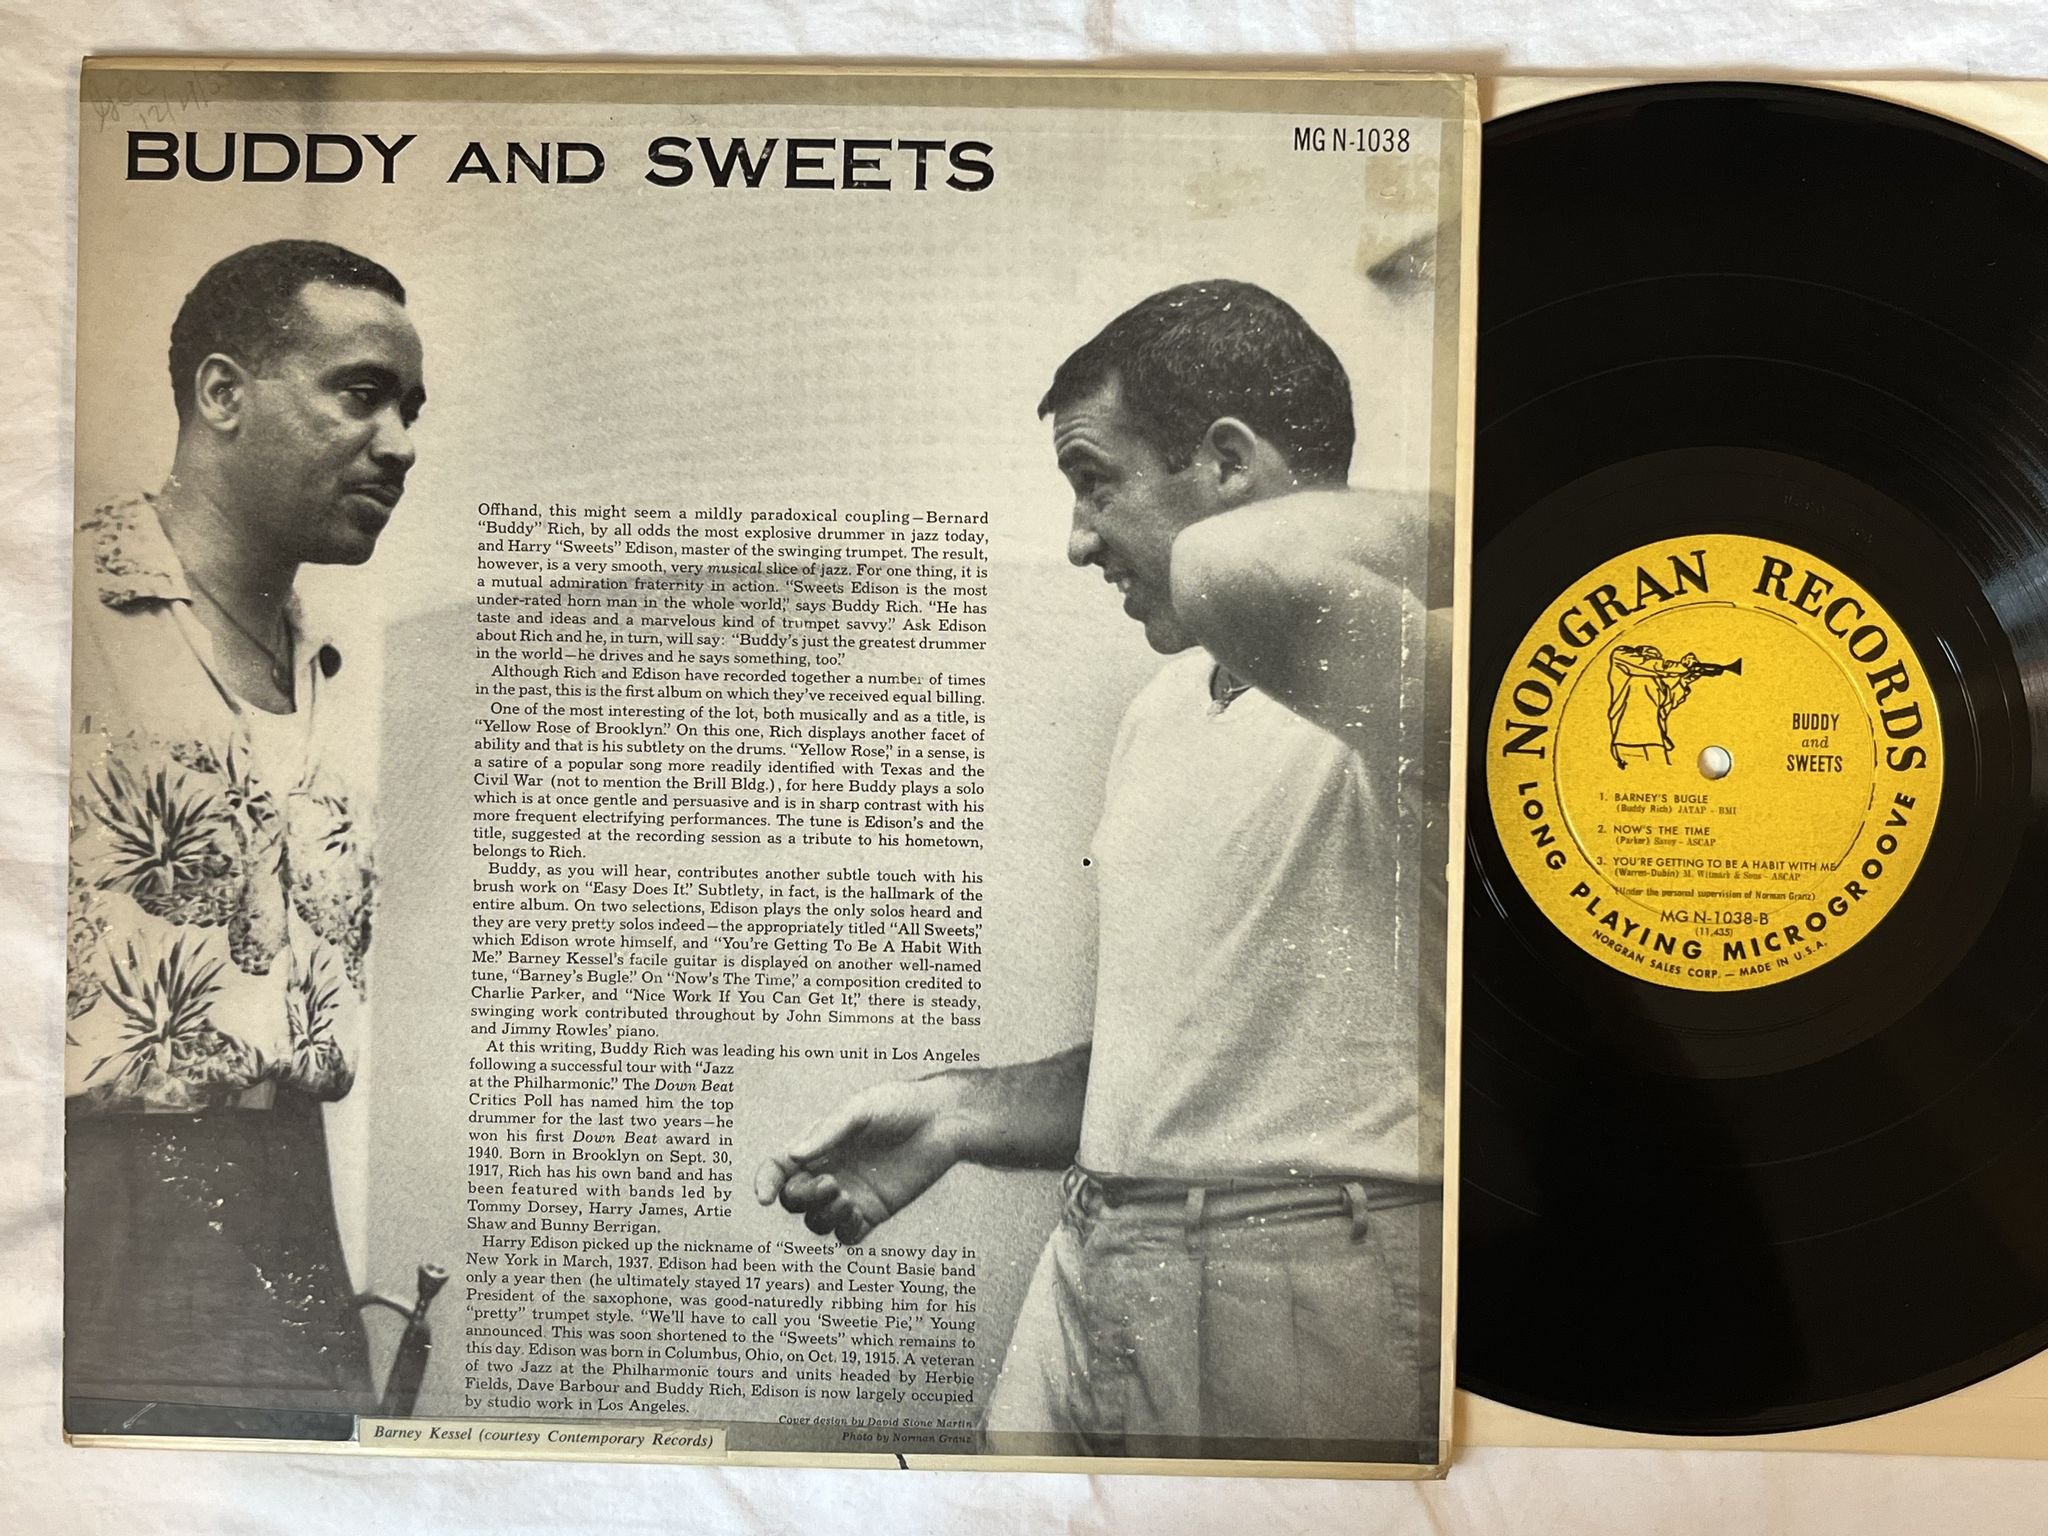 12/21/55
BUDDY AND SWEETS
MG N-1038
Offhand, this might seem a mildly paradoxical coupling—Bernard
"Buddy" Rich, by all odds the most explosive drummer in jazz today,
and Harry "Sweets" Edison, master of the swinging trumpet. The result,
however, is a very smooth, very musical slice of jazz. For one thing, it is
a mutual admiration fraternity in action. "Sweets Edison is the most
under-rated horn man in the whole world," says Buddy Rich. "He has
taste and ideas and a marvelous kind of trumpet savvy." Ask Edison
about Rich and he, in turn, will say: "Buddy's just the greatest drummer
in the world—he drives and he says something, too."
Although Rich and Edison have recorded together a number of times
in the past, this is the first album on which they've received equal billing.
One of the most interesting of the lot, both musically and as a title, is
"Yellow Rose of Brooklyn." On this one, Rich displays another facet of
ability and that is his subtlety on the drums. "Yellow Rose," in a sense, is
a satire of a popular song more readily identified with Texas and the
Civil War (not to mention the Brill Bldg.), for here Buddy plays a solo
which is at once gentle and persuasive and is in sharp contrast with his
more frequent electrifying performances. The tune is Edison's and the
title, suggested at the recording session as a tribute to his hometown,
belongs to Rich.
Buddy, as you will hear, contributes another subtle touch with his
brush work on "Easy Does It." Subtlety, in fact, is the hallmark of the
entire album. On two selections, Edison plays the only solos heard and
they are very pretty solos indeed—the appropriately titled "All Sweets,"
which Edison wrote himself, and "You're Getting To Be A Habit With
Me." Barney Kessel's facile guitar is displayed on another well-named
tune, "Barney's Bugle." On "Now's The Time," a composition credited to
Charlie Parker, and "Nice Work If You Can Get It," there is steady,
swinging work contributed throughout by John Simmons at the bass
and Jimmy Rowles' piano.
At this writing, Buddy Rich was leading his own unit in Los Angeles
following a successful tour with "Jazz
at the Philharmonic." The Down Beat
Critics Poll has named him the top
drummer for the last two years—he
won his first Down Beat award in
1940. Born in Brooklyn on Sept. 30,
1917, Rich has his own band and has
been featured with bands led by
Tommy Dorsey, Harry James, Artie
Shaw and Bunny Berrigan.
Harry Edison picked up the nickname of "Sweets" on a snowy day in
New York in March, 1937. Edison had been with the Count Basie band
only a year then (he ultimately stayed 17 years) and Lester Young, the
President of the saxophone, was good-naturedly ribbing him for his
"pretty" trumpet style. "We'll have to call you 'Sweetie Pie,'" Young
announced. This was soon shortened to the "Sweets" which remains to
this day. Edison was born in Columbus, Ohio, on Oct. 19, 1915. A veteran
of two Jazz at the Philharmonic tours and units headed by Herbie
Fields, Dave Barbour and Buddy Rich, Edison is now largely occupied
by studio work in Los Angeles.
Cover design by David Stone Martin
Photo by Norman Granz
Barney Kessel (courtesy Contemporary Records)
NORGRAN RECORDS
BUDDY
and
SWEETS
1. BARNEY'S BUGLE
(Buddy Rich) JATAP - BMI
2. NOW'S THE TIME
(Parker) Savoy - ASCAP
3. YOU'RE GETTING TO BE A HABIT WITH ME
(Warren-Dubin) M. Witmark & Sons - ASCAP
(Under the personal supervision of Norman Granz)
MG N-1038-B
(11,435)
LONG PLAYING MICROGROOVE
NORGRAN SALES CORP. — MADE IN U.S.A.